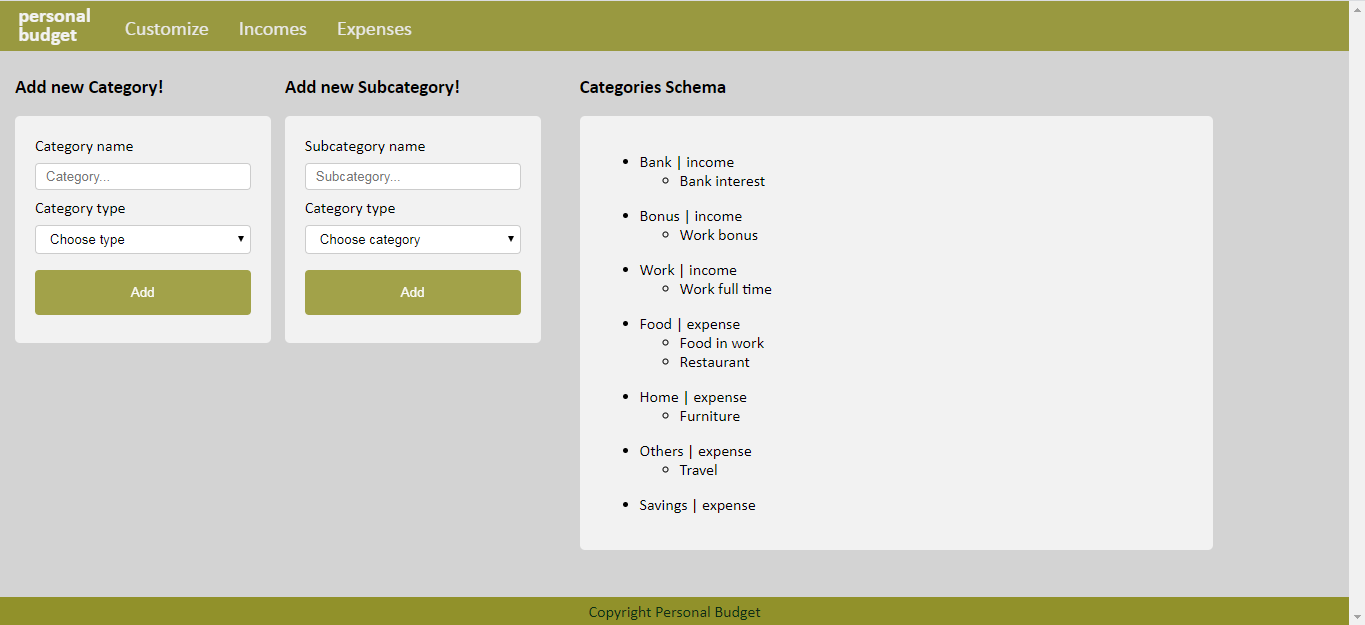 personal
budget
Customize
Incomes
Expenses
Add new Category!
Category name
Category...
Category type
Choose type
Add
Add new Subcategory!
Subcategory name
Subcategory...
Category type
Choose category
Add
Categories Schema
Bank | income
Bank interest
Bonus | income
Work bonus
Work | income
Work full time
Food | expense
Food in work
Restaurant
Home | expense
Furniture
Others | expense
Travel
Savings | expense
Copyright Personal Budget